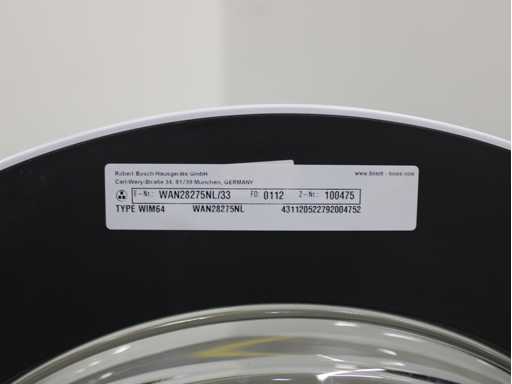 Robert Bosch Hausgeräte GmbH www.bosch-home.com
Carl-Wery-Straße 34, 81739 München, GERMANY
E-Nr.: WAN28275NL/33 FD: 0112 Z-Nr.: 100475
TYPE WIM64 WAN28275NL 431120522792004752